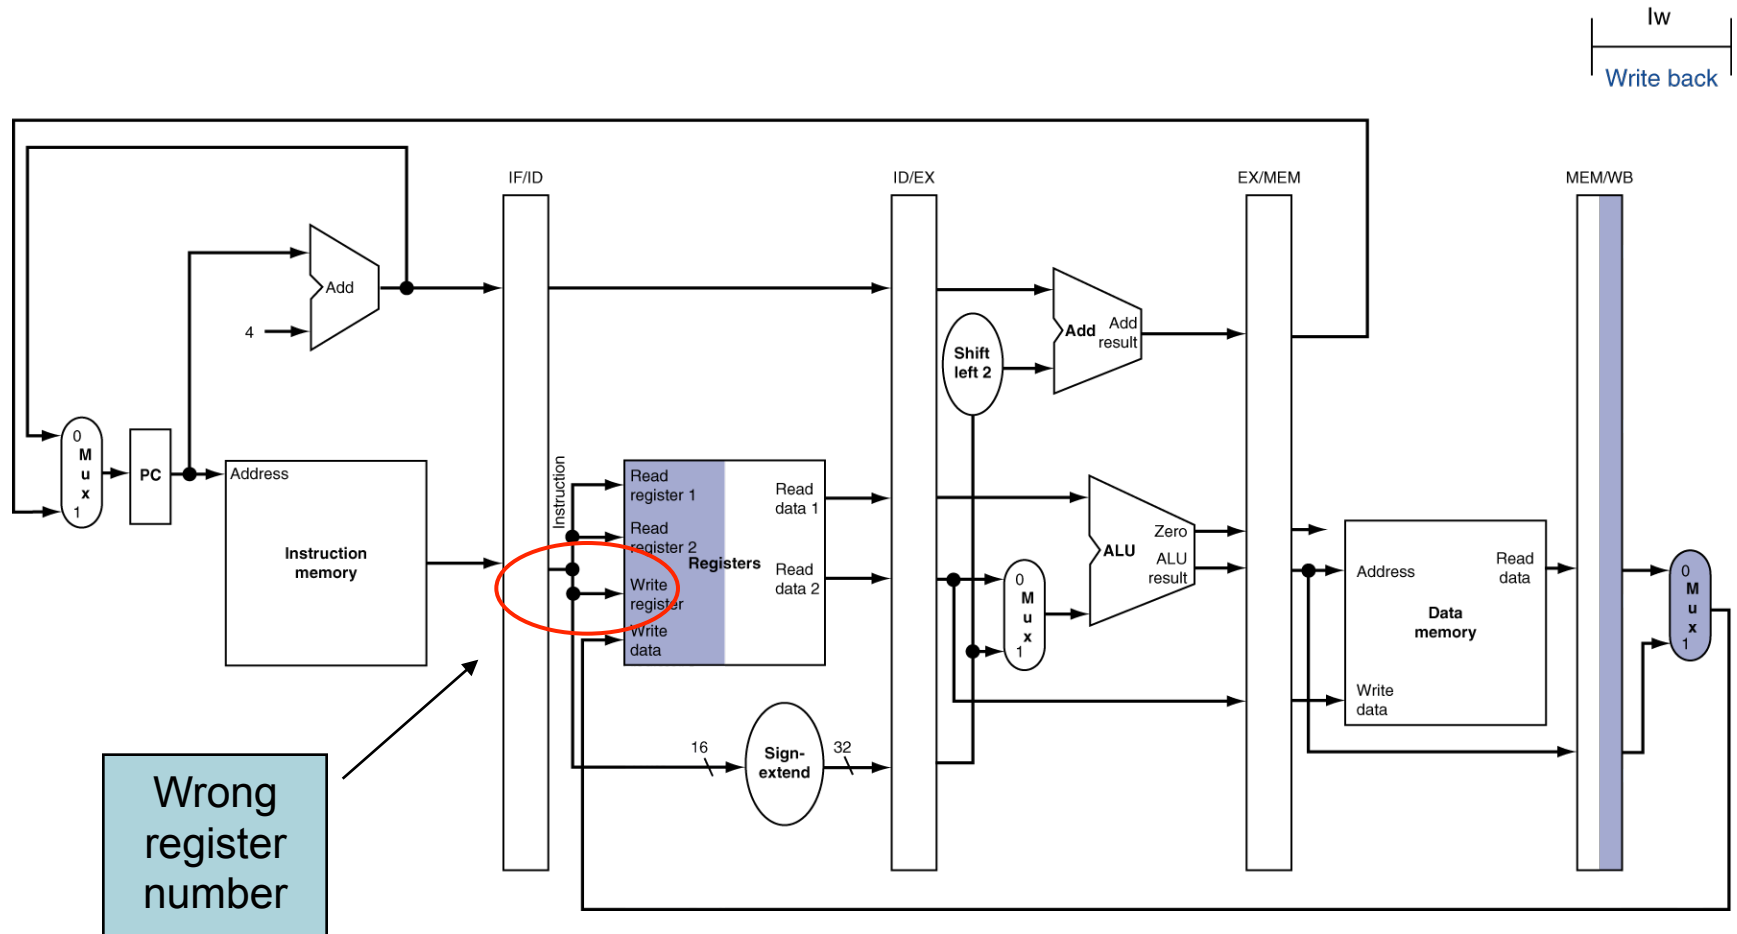 lw
Write back
IF/ID
ID/EX
EX/MEM
MEM/WB
Add
4
Add
Add
result
Shift
left 2
0
M
u
x
1
PC
Address
Instruction
memory
Instruction
Read
register 1
Read
register 2
Write
register
Write
data
Registers
Read
data 1
Read
data 2
0
M
u
x
1
Zero
ALU
ALU
result
Address
Read
data
Data
memory
Write
data
0
M
u
x
1
16
Sign-
extend
32
Wrong
register
number